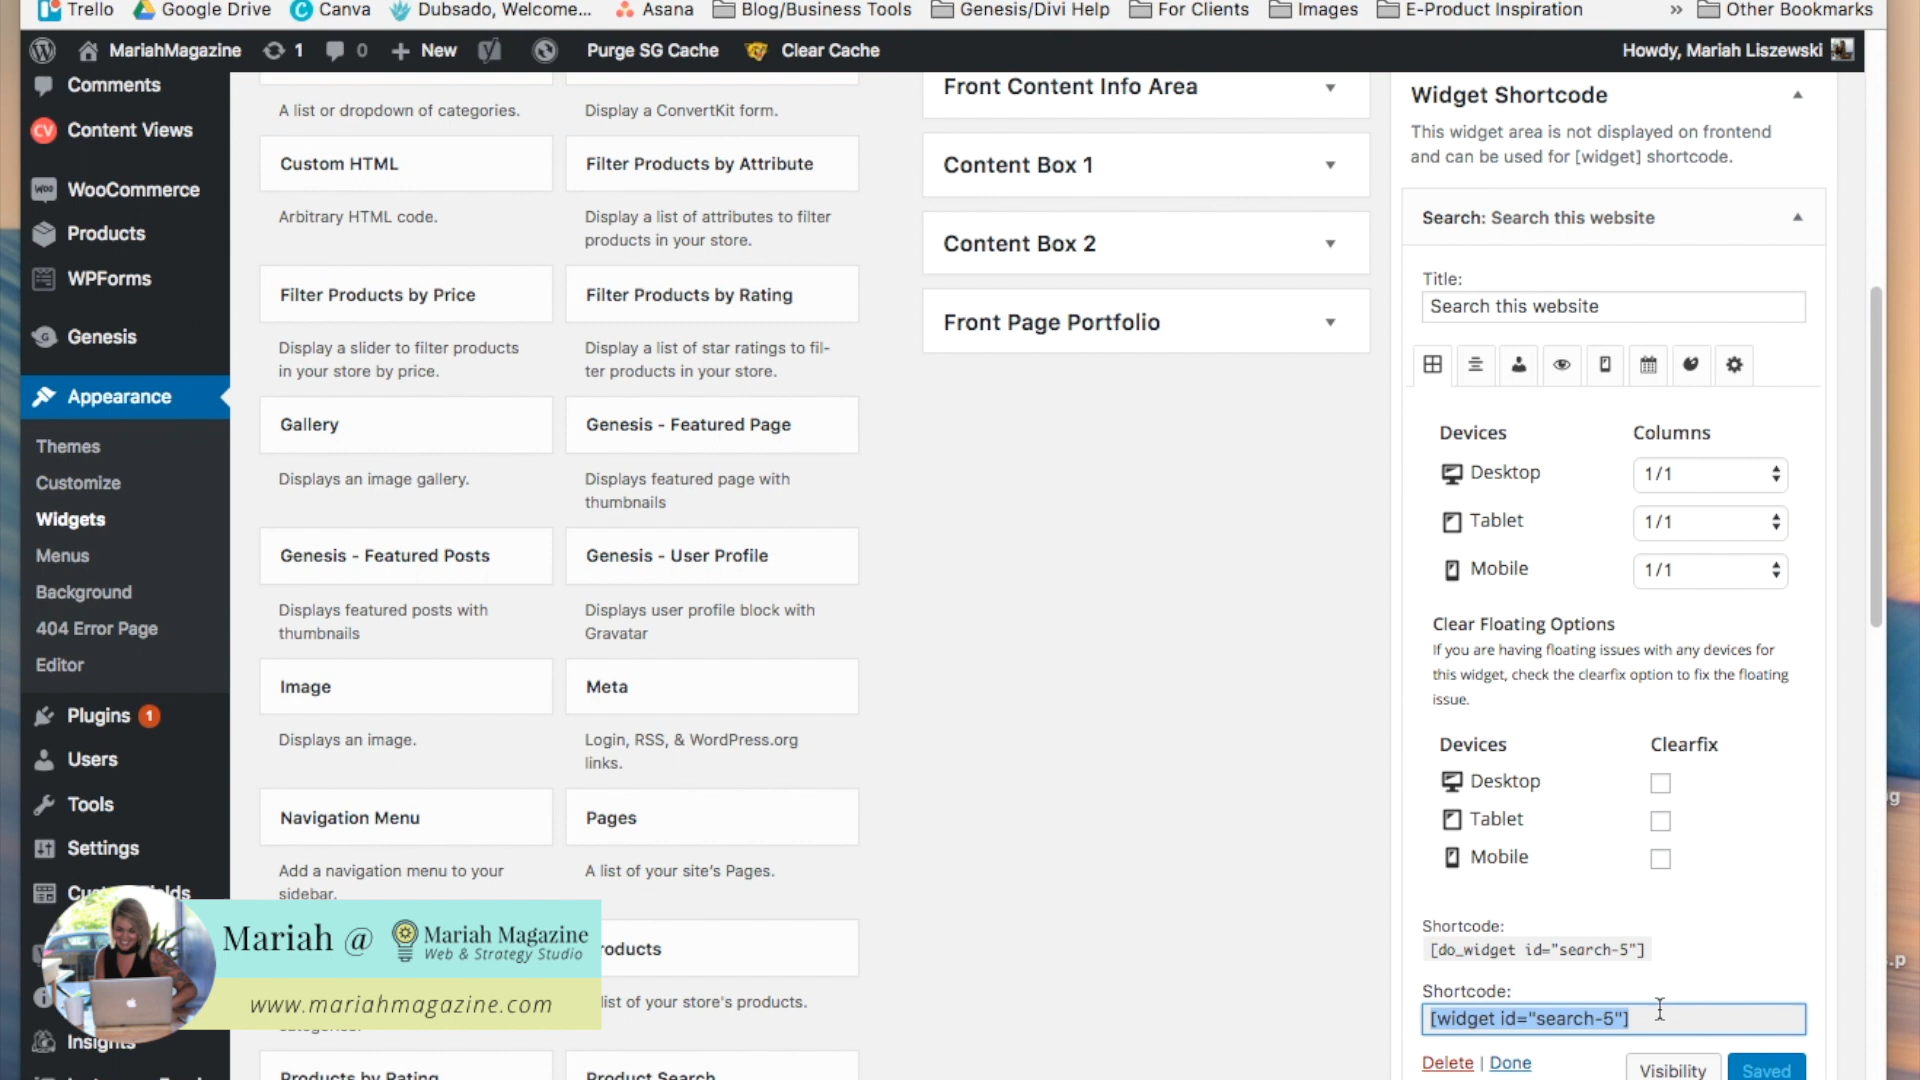 Trello Google Drive Canva Dubsado, Welcome... Asana Blog/Business Tools Genesis/Divi Help For Clients Images E-Product Inspiration » Other Bookmarks
MariahMagazine 1 0 + New Purge SG Cache Clear Cache Howdy, Mariah Liszewski
Comments
Content Views
WooCommerce
Products
WPForms
Genesis
Appearance
Themes
Customize
Widgets
Menus
Background
404 Error Page
Editor
Plugins 1
Users
Tools
Settings
Insights
A list or dropdown of categories.
Display a ConvertKit form.
Custom HTML
Filter Products by Attribute
Arbitrary HTML code.
Display a list of attributes to filter
products in your store.
Filter Products by Price
Filter Products by Rating
Display a slider to filter products
in your store by price.
Display a list of star ratings to fil-
ter products in your store.
Gallery
Genesis - Featured Page
Displays an image gallery.
Displays featured page with
thumbnails
Genesis - Featured Posts
Genesis - User Profile
Displays featured posts with
thumbnails
Displays user profile block with
Gravatar
Image
Meta
Displays an image.
Login, RSS, & WordPress.org
links.
Navigation Menu
Pages
Add a navigation menu to your
sidebar.
A list of your site's Pages.
roducts
list of your store's products.
Products by Rating
Product Search
Front Content Info Area
Content Box 1
Content Box 2
Front Page Portfolio
Widget Shortcode
This widget area is not displayed on frontend
and can be used for [widget] shortcode.
Search: Search this website
Title:
Search this website
Devices Columns
Desktop 1/1
Tablet 1/1
Mobile 1/1
Clear Floating Options
If you are having floating issues with any devices for
this widget, check the clearfix option to fix the floating
issue.
Devices Clearfix
Desktop
Tablet
Mobile
Shortcode:
[do_widget id="search-5"]
Shortcode:
[widget id="search-5"]
Delete | Done Visibility Saved
Mariah @ Mariah Magazine
Web & Strategy Studio
www.mariahmagazine.com